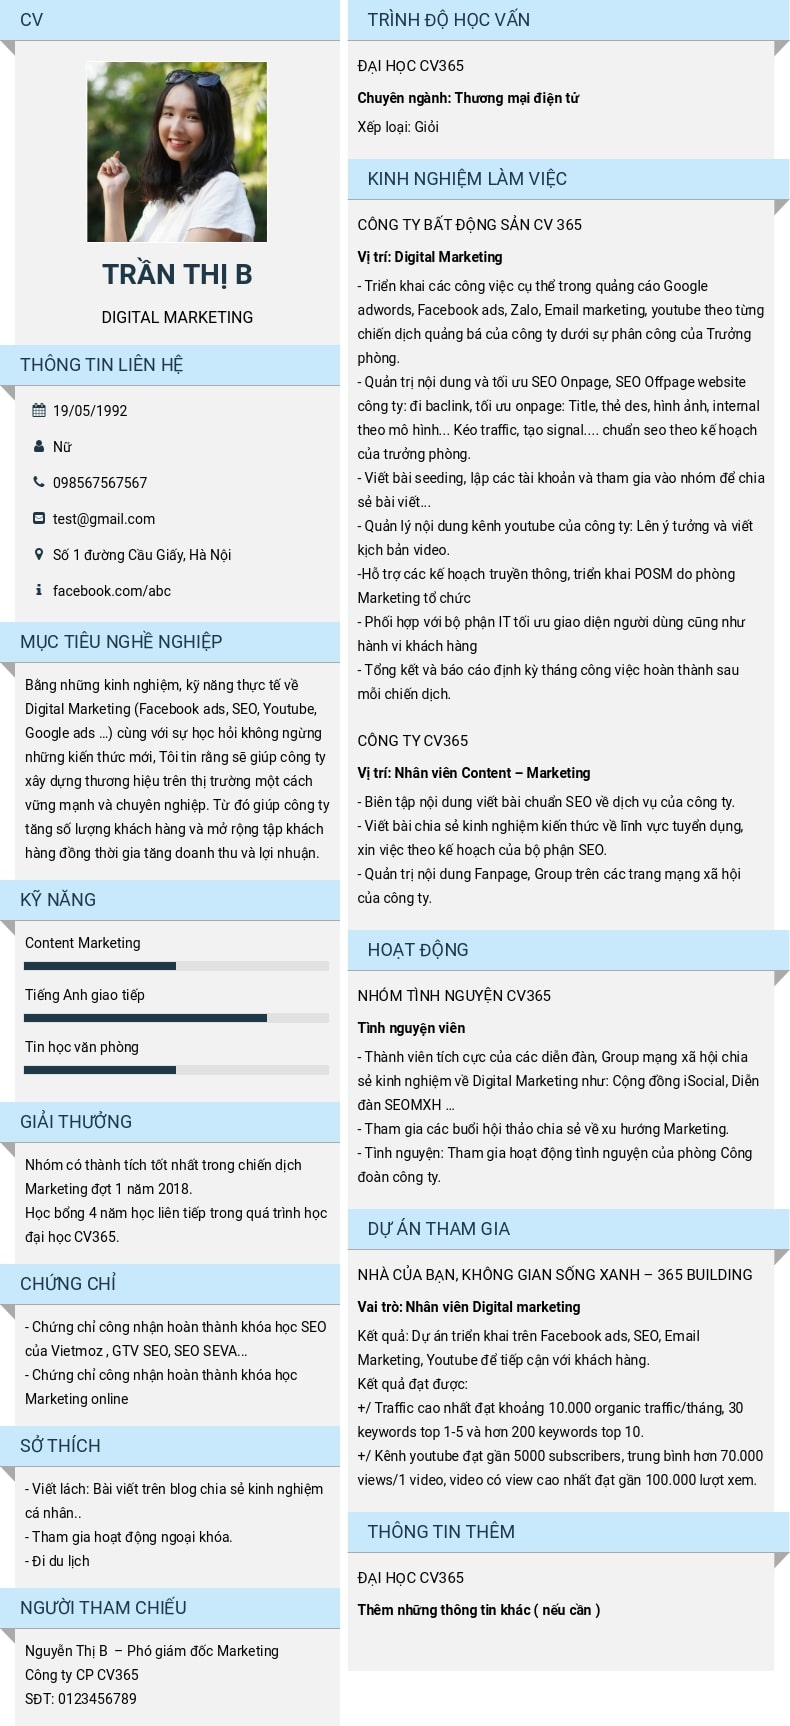 CV
TRẦN THỊ B
DIGITAL MARKETING
THÔNG TIN LIÊN HỆ
19/05/1992
Nữ
098567567567
test@gmail.com
Số 1 đường Cầu Giấy, Hà Nội
facebook.com/abc
MỤC TIÊU NGHỀ NGHIỆP
Bằng những kinh nghiệm, kỹ năng thực tế về
Digital Marketing (Facebook ads, SEO, Youtube,
Google ads ...) cùng với sự học hỏi không ngừng
những kiến thức mới, Tôi tin rằng sẽ giúp công ty
xây dựng thương hiệu trên thị trường một cách
vững mạnh và chuyên nghiệp. Từ đó giúp công ty
tăng số lượng khách hàng và mở rộng tập khách
hàng đồng thời gia tăng doanh thu và lợi nhuận.
KỸ NĂNG
Content Marketing
Tiếng Anh giao tiếp
Tin học văn phòng
GIẢI THƯỞNG
Nhóm có thành tích tốt nhất trong chiến dịch
Marketing đợt 1 năm 2018.
Học bổng 4 năm học liên tiếp trong quá trình học
đại học CV365.
CHỨNG CHỈ
- Chứng chỉ công nhận hoàn thành khóa học SEO
của Vietmoz , GTV SEO, SEO SEVA...
- Chứng chỉ công nhận hoàn thành khóa học
Marketing online
SỞ THÍCH
- Viết lách: Bài viết trên blog chia sẻ kinh nghiệm
cá nhân..
- Tham gia hoạt động ngoại khóa.
- Đi du lịch
NGƯỜI THAM CHIẾU
Nguyễn Thị B – Phó giám đốc Marketing
Công ty CP CV365
SĐT: 0123456789
TRÌNH ĐỘ HỌC VẤN
ĐẠI HỌC CV365
Chuyên ngành: Thương mại điện tử
Xếp loại: Giỏi
KINH NGHIỆM LÀM VIỆC
CÔNG TY BẤT ĐỘNG SẢN CV 365
Vị trí: Digital Marketing
- Triển khai các công việc cụ thể trong quảng cáo Google
adwords, Facebook ads, Zalo, Email marketing, youtube theo từng
chiến dịch quảng bá của công ty dưới sự phân công của Trưởng
phòng.
- Quản trị nội dung và tối ưu SEO Onpage, SEO Offpage website
công ty: đi baclink, tối ưu onpage: Title, thẻ des, hình ảnh, internal
theo mô hình... Kéo traffic, tạo signal.... chuẩn seo theo kế hoạch
của trưởng phòng.
- Viết bài seeding, lập các tài khoản và tham gia vào nhóm để chia
sẻ bài viết...
- Quản lý nội dung kênh youtube của công ty: Lên ý tưởng và viết
kịch bản video.
-Hỗ trợ các kế hoạch truyền thông, triển khai POSM do phòng
Marketing tổ chức
- Phối hợp với bộ phận IT tối ưu giao diện người dùng cũng như
hành vi khách hàng
- Tổng kết và báo cáo định kỳ tháng công việc hoàn thành sau
mỗi chiến dịch.
CÔNG TY CV365
Vị trí: Nhân viên Content – Marketing
- Biên tập nội dung viết bài chuẩn SEO về dịch vụ của công ty.
- Viết bài chia sẻ kinh nghiệm kiến thức về lĩnh vực tuyển dụng,
xin việc theo kế hoạch của bộ phận SEO.
- Quản trị nội dung Fanpage, Group trên các trang mạng xã hội
của công ty.
HOẠT ĐỘNG
NHÓM TÌNH NGUYỆN CV365
Tình nguyện viên
- Thành viên tích cực của các diễn đàn, Group mạng xã hội chia
sẻ kinh nghiệm về Digital Marketing như: Cộng đồng iSocial, Diễn
đàn SEOMXH ...
- Tham gia các buổi hội thảo chia sẻ về xu hướng Marketing.
- Tình nguyện: Tham gia hoạt động tình nguyện của phòng Công
đoàn công ty.
DỰ ÁN THAM GIA
NHÀ CỦA BẠN, KHÔNG GIAN SỐNG XANH – 365 BUILDING
Vai trò: Nhân viên Digital marketing
Kết quả: Dự án triển khai trên Facebook ads, SEO, Email
Marketing, Youtube để tiếp cận với khách hàng.
Kết quả đạt được:
+/ Traffic cao nhất đạt khoảng 10.000 organic traffic/tháng, 30
keywords top 1-5 và hơn 200 keywords top 10.
+/ Kênh youtube đạt gần 5000 subscribers, trung bình hơn 70.000
views/1 video, video có view cao nhất đạt gần 100.000 lượt xem.
THÔNG TIN THÊM
ĐẠI HỌC CV365
Thêm những thông tin khác ( nếu cần )